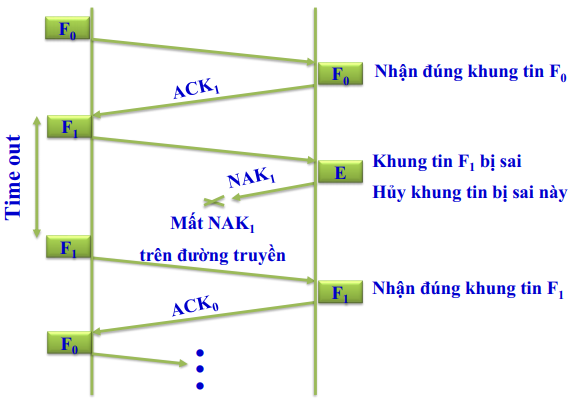 F0
F0
Nhận đúng khung tin F0
ACK1
F1
Time out
Khung tin F1 bị sai
E
NAK1
Hủy khung tin bị sai này
Mất NAK1
trên đường truyền
F1
F1
Nhận đúng khung tin F1
ACK0
F0